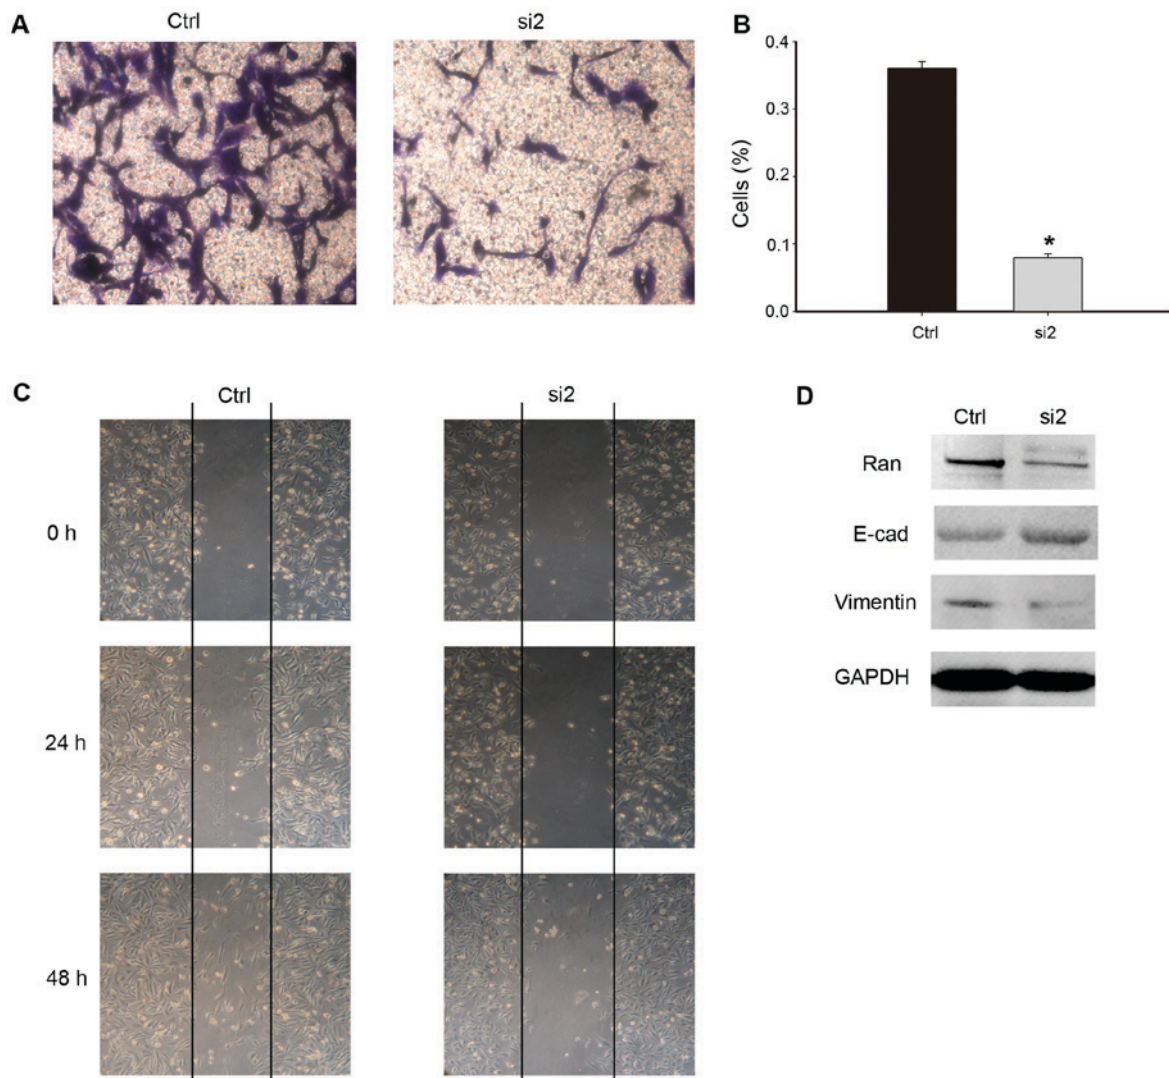 A
Ctrl
si2
B
Cells (%)
0.4
0.3
0.4
0.1
0.0
*
Ctrl
si2
C
Ctrl
si2
0 h
24 h
48 h
D
Ctrl
si2
Ran
E-cad
Vimentin
GAPDH